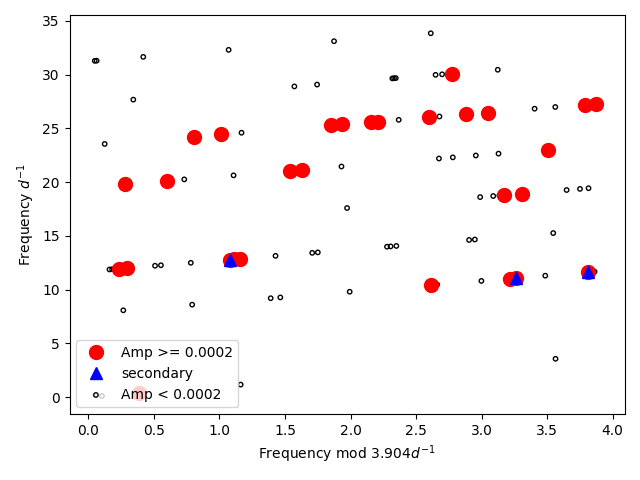 35
30
25
20
15
10
5
0
Frequency d⁻¹
Amp >= 0.0002
secondary
Amp < 0.0002
0.0 0.5 1.0 1.5 2.0 2.5 3.0 3.5 4.0
Frequency mod 3.904d⁻¹